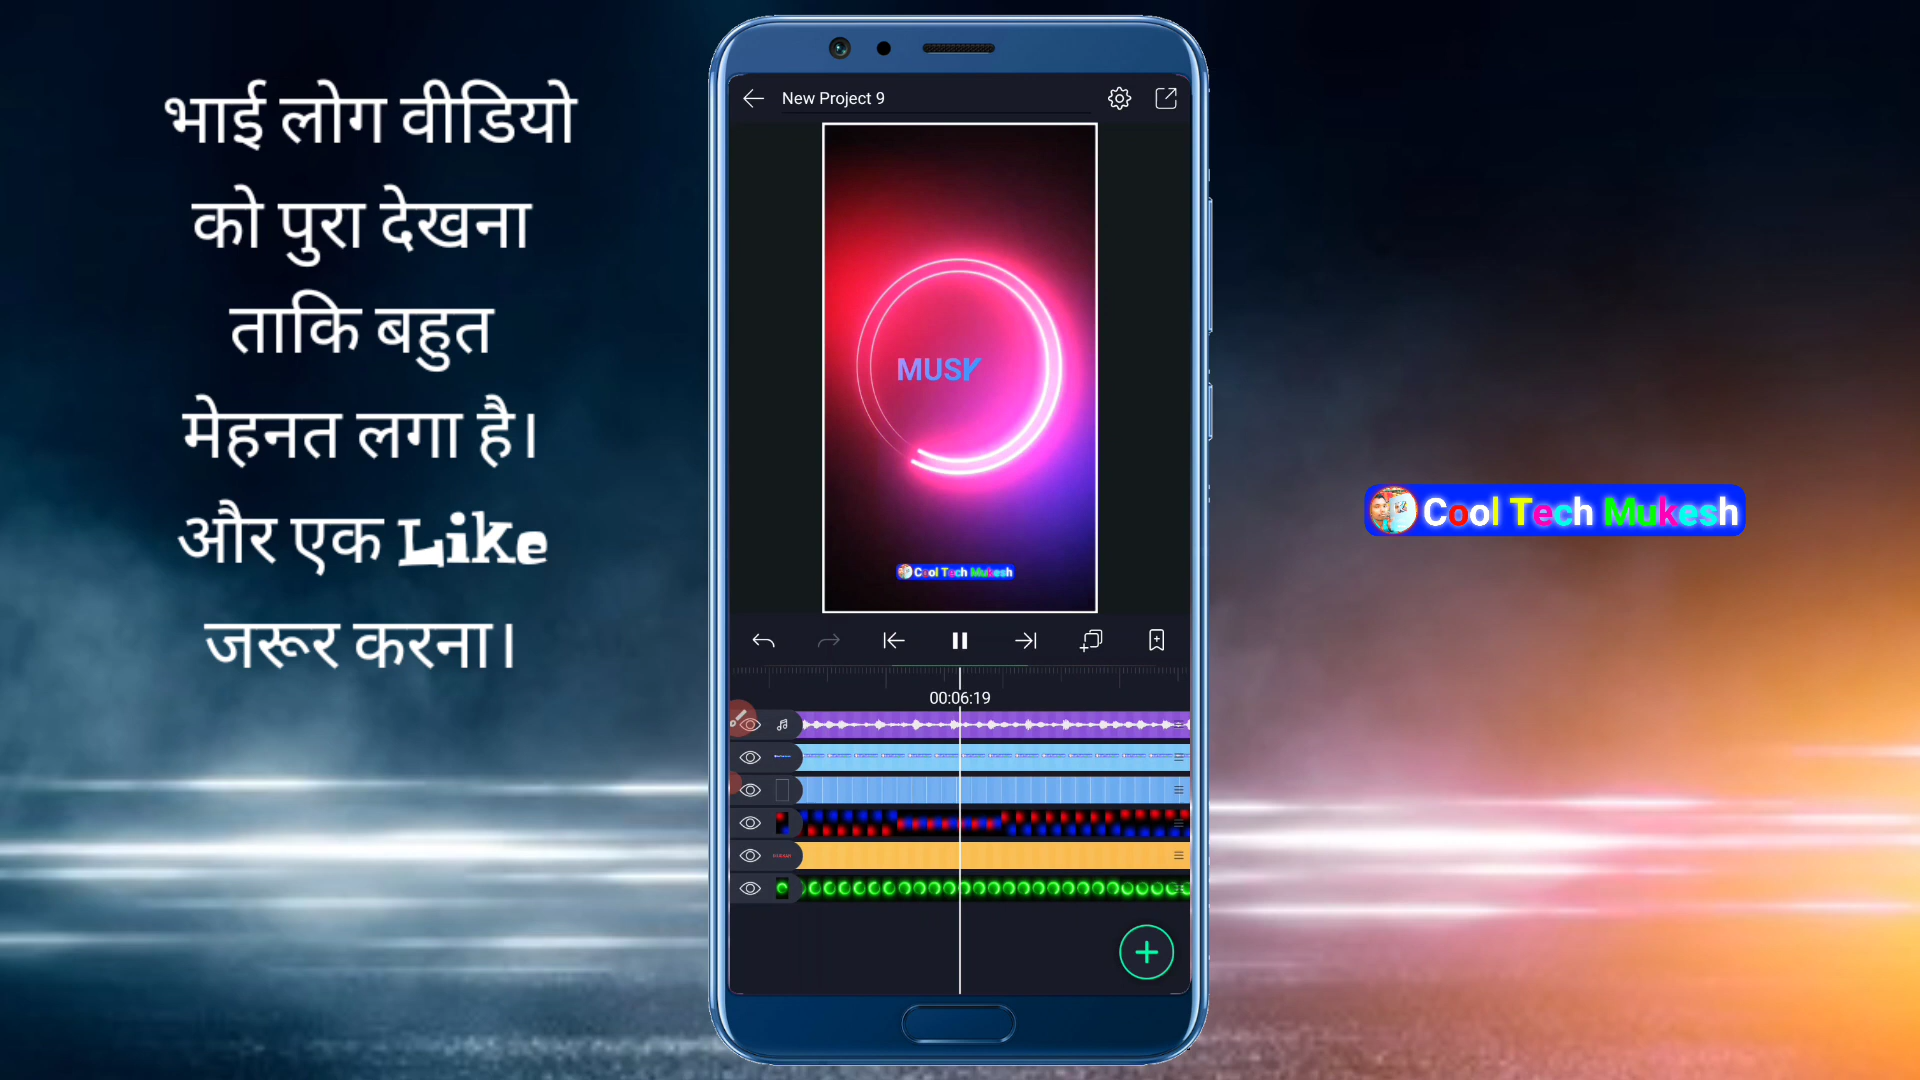 भाई लोग वीडियो
को पुरा देखना
ताकि बहुत
मेहनत लगा है।
और एक Like
जरूर करना।
New Project 9
MUS
Cool Tech Mukesh
00:06:19
Cool Tech Mukesh